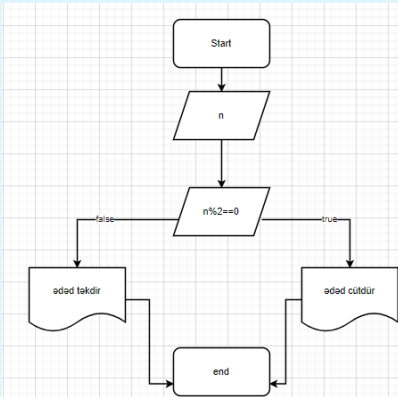 Start
n
n%2==0
false
true
ədəd təkdir
ədəd cütdür
end